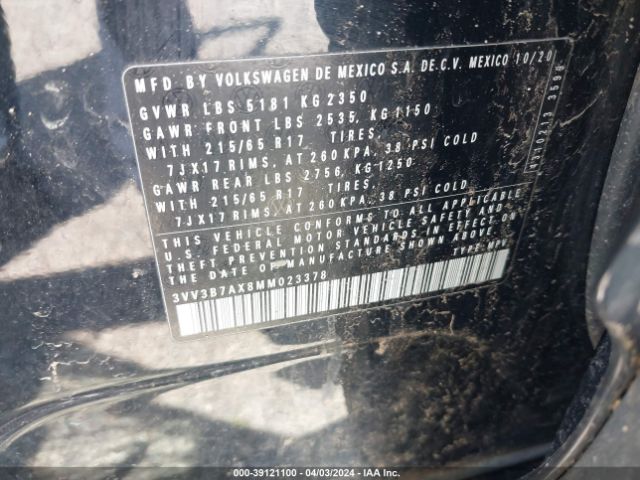 MFD BY VOLKSWAGEN DE MEXICO S.A. DE.C.V. MEXICO 10/20
GVWR LBS 5181 KG 2350
GAWR FRONT LBS 2535, KG 1150
WITH 215/65 R17 TIRES,
7JX17 RIMS, AT 260 KPA, 38 PSI COLD
GAWR REAR LBS 2756, KG 1250
WITH 215/65 R17 TIRES,
7JX17 RIMS, AT 260 KPA, 38 PSI COLD
THIS VEHICLE CONFORMS TO ALL APPLICABLE
U.S. FEDERAL MOTOR VEHICLE SAFETY AND
THEFT PREVENTION STANDARDS IN EFFECT ON
THE DATE OF MANUFACTURE SHOWN ABOVE.
TYPE: MPV
3VV3B7AX8MM023378
000-39121100 - 04/03/2024 - IAA Inc.